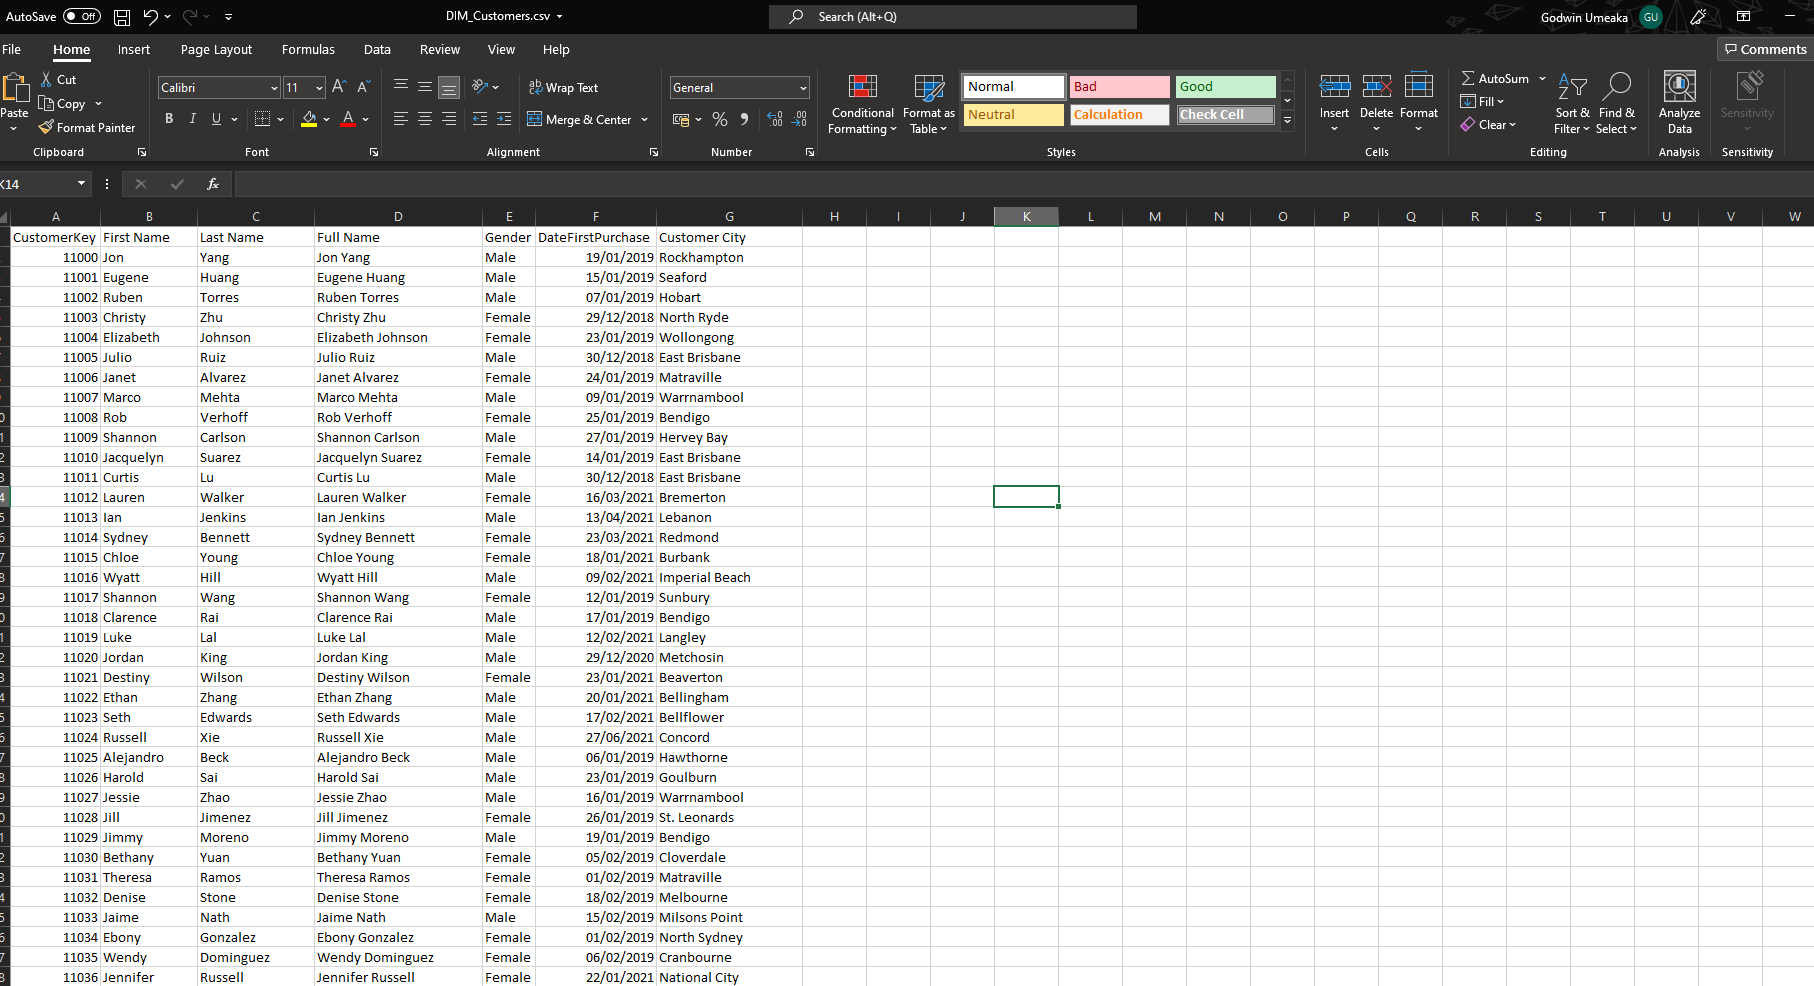 AutoSave Off DIM_Customers.csv Search (Alt+Q) Godwin Umeaka GU
File Home Insert Page Layout Formulas Data Review View Help Comments
Paste Cut Copy Format Painter
Clipboard
Calibri 11
B I U A A A
Font
Wrap Text
Merge & Center
Alignment
General
% 9 .00 .00
Number
Conditional Formatting
Format as Table
Normal Bad Good
Neutral Calculation Check Cell
Styles
Insert Delete Format
Cells
AutoSum
Fill
Clear
Sort & Filter
Find & Select
Editing
Analyze Data
Analysis
Sensitivity
Sensitivity
K14 fx
A B C D E F G H I J K L M N O P Q R S T U V W
CustomerKey First Name Last Name Full Name Gender DateFirstPurchase Customer City
11000 Jon Yang Jon Yang Male 19/01/2019 Rockhampton
11001 Eugene Huang Eugene Huang Male 15/01/2019 Seaford
11002 Ruben Torres Ruben Torres Male 07/01/2019 Hobart
11003 Christy Zhu Christy Zhu Female 29/12/2018 North Ryde
11004 Elizabeth Johnson Elizabeth Johnson Female 23/01/2019 Wollongong
11005 Julio Ruiz Julio Ruiz Male 30/12/2018 East Brisbane
11006 Janet Alvarez Janet Alvarez Female 24/01/2019 Matraville
11007 Marco Mehta Marco Mehta Male 09/01/2019 Warrnambool
11008 Rob Verhoff Rob Verhoff Female 25/01/2019 Bendigo
11009 Shannon Carlson Shannon Carlson Male 27/01/2019 Hervey Bay
11010 Jacquelyn Suarez Jacquelyn Suarez Female 14/01/2019 East Brisbane
11011 Curtis Lu Curtis Lu Male 30/12/2018 East Brisbane
11012 Lauren Walker Lauren Walker Female 16/03/2021 Bremerton
11013 Ian Jenkins Ian Jenkins Male 13/04/2021 Lebanon
11014 Sydney Bennett Sydney Bennett Female 23/03/2021 Redmond
11015 Chloe Young Chloe Young Female 18/01/2021 Burbank
11016 Wyatt Hill Wyatt Hill Male 09/02/2021 Imperial Beach
11017 Shannon Wang Shannon Wang Female 12/01/2019 Sunbury
11018 Clarence Rai Clarence Rai Male 17/01/2019 Bendigo
11019 Luke Lal Luke Lal Male 12/02/2021 Langley
11020 Jordan King Jordan King Male 29/12/2020 Metchosin
11021 Destiny Wilson Destiny Wilson Female 23/01/2021 Beaverton
11022 Ethan Zhang Ethan Zhang Male 20/01/2021 Bellingham
11023 Seth Edwards Seth Edwards Male 17/02/2021 Bellflower
11024 Russell Xie Russell Xie Male 27/06/2021 Concord
11025 Alejandro Beck Alejandro Beck Male 06/01/2019 Hawthorne
11026 Harold Sai Harold Sai Male 23/01/2019 Goulburn
11027 Jessie Zhao Jessie Zhao Male 16/01/2019 Warrnambool
11028 Jill Jimenez Jill Jimenez Female 26/01/2019 St. Leonards
11029 Jimmy Moreno Jimmy Moreno Male 19/01/2019 Bendigo
11030 Bethany Yuan Bethany Yuan Female 05/02/2019 Cloverdale
11031 Theresa Ramos Theresa Ramos Female 01/02/2019 Matraville
11032 Denise Stone Denise Stone Female 18/02/2019 Melbourne
11033 Jaime Nath Jaime Nath Male 15/02/2019 Milsons Point
11034 Ebony Gonzalez Ebony Gonzalez Female 01/02/2019 North Sydney
11035 Wendy Dominguez Wendy Dominguez Female 06/02/2019 Cranbourne
11036 Jennifer Russell Jennifer Russell Female 22/01/2021 National City